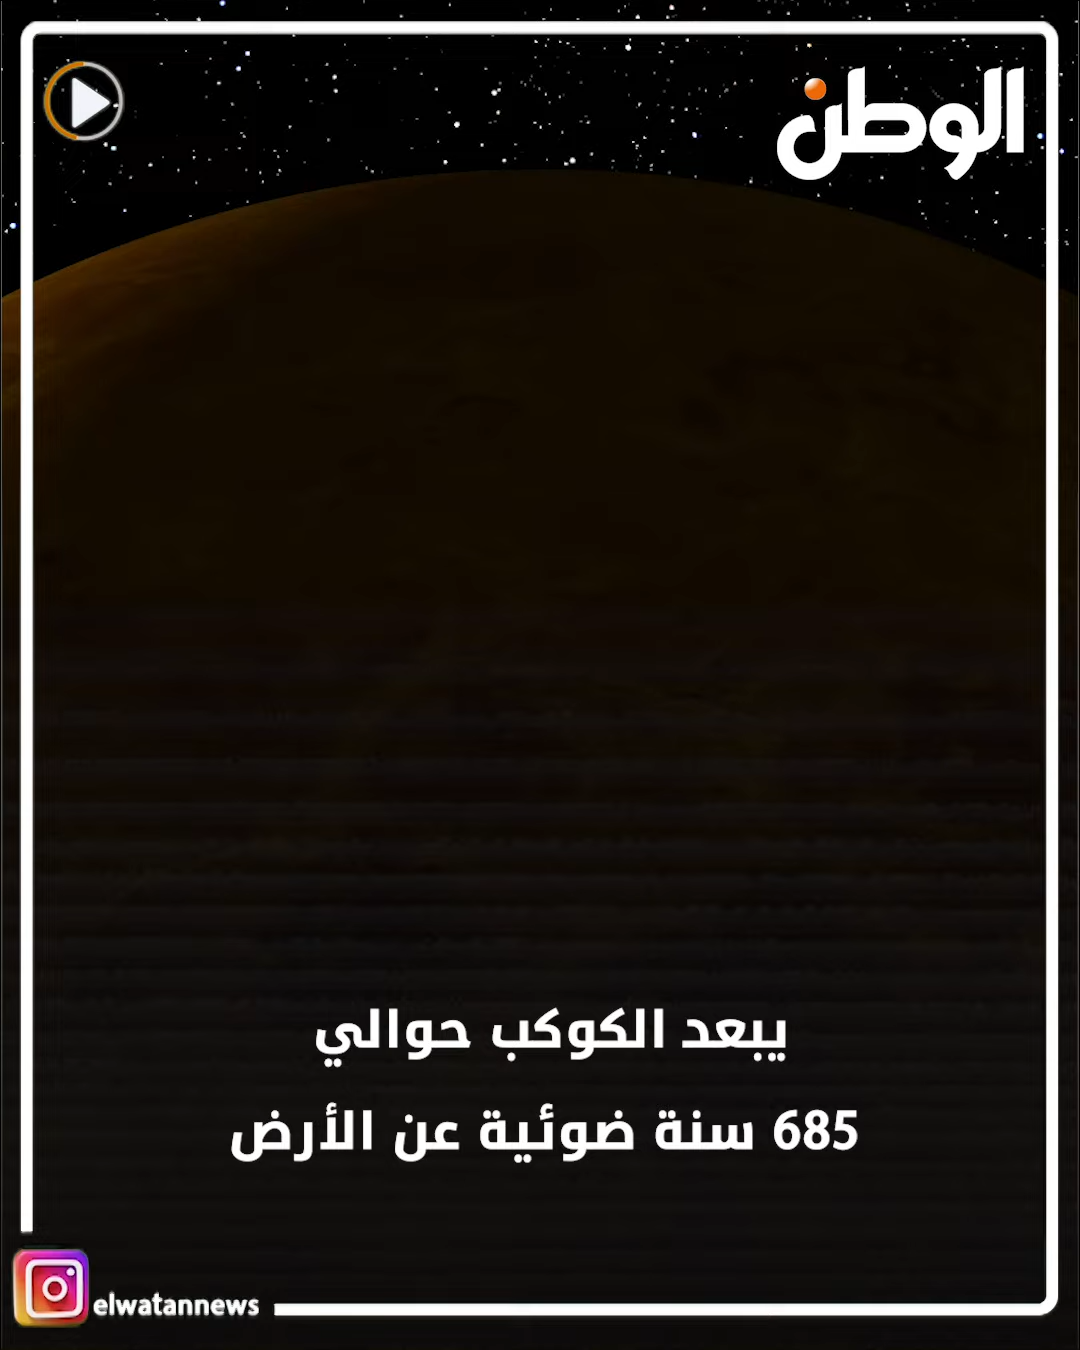 الوطن
يبعد الكوكب حوالي
685 سنة ضوئية عن الأرض
elwatannews